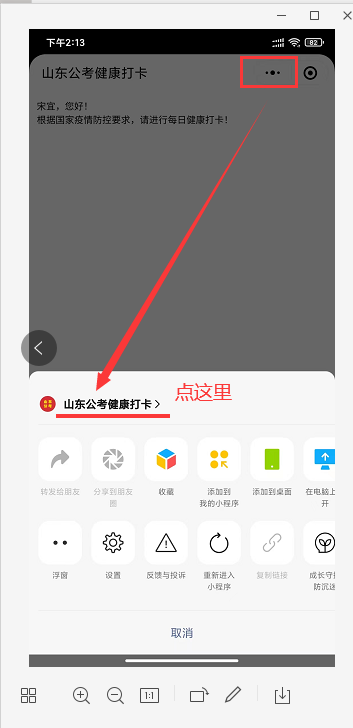 下午2:13
82
山东公考健康打卡
宋宜，您好！
根据国家疫情防控要求，请进行每日健康打卡！
山东公考健康打卡
点这里
转发给朋友
分享到朋友
圈
收藏
添加到
我的小程序
添加到桌面
在电脑上
开
浮窗
设置
反馈与投诉
重新进入
小程序
复制链接
成长守护
防沉迷
取消
1:1